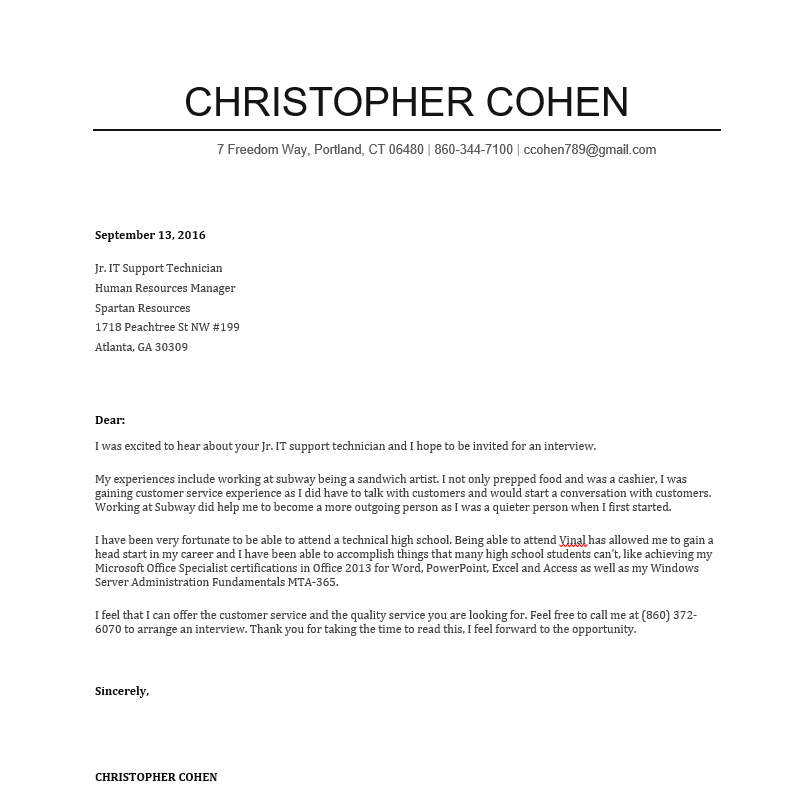 CHRISTOPHER COHEN
7 Freedom Way, Portland, CT 06480 | 860-344-7100 | ccohen789@gmail.com
September 13, 2016
Jr. IT Support Technician
Human Resources Manager
Spartan Resources
1718 Peachtree St NW #199
Atlanta, GA 30309
Dear:
I was excited to hear about your Jr. IT support technician and I hope to be invited for an interview.
My experiences include working at subway being a sandwich artist. I not only prepped food and was a cashier, I was
gaining customer service experience as I did have to talk with customers and would start a conversation with customers.
Working at Subway did help me to become a more outgoing person as I was a quieter person when I first started.
I have been very fortunate to be able to attend a technical high school. Being able to attend Vinal has allowed me to gain a
head start in my career and I have been able to accomplish things that many high school students can't, like achieving my
Microsoft Office Specialist certifications in Office 2013 for Word, PowerPoint, Excel and Access as well as my Windows
Server Administration Fundamentals MTA-365.
I feel that I can offer the customer service and the quality service you are looking for. Feel free to call me at (860) 372-
6070 to arrange an interview. Thank you for taking the time to read this, I feel forward to the opportunity.
Sincerely,
CHRISTOPHER COHEN